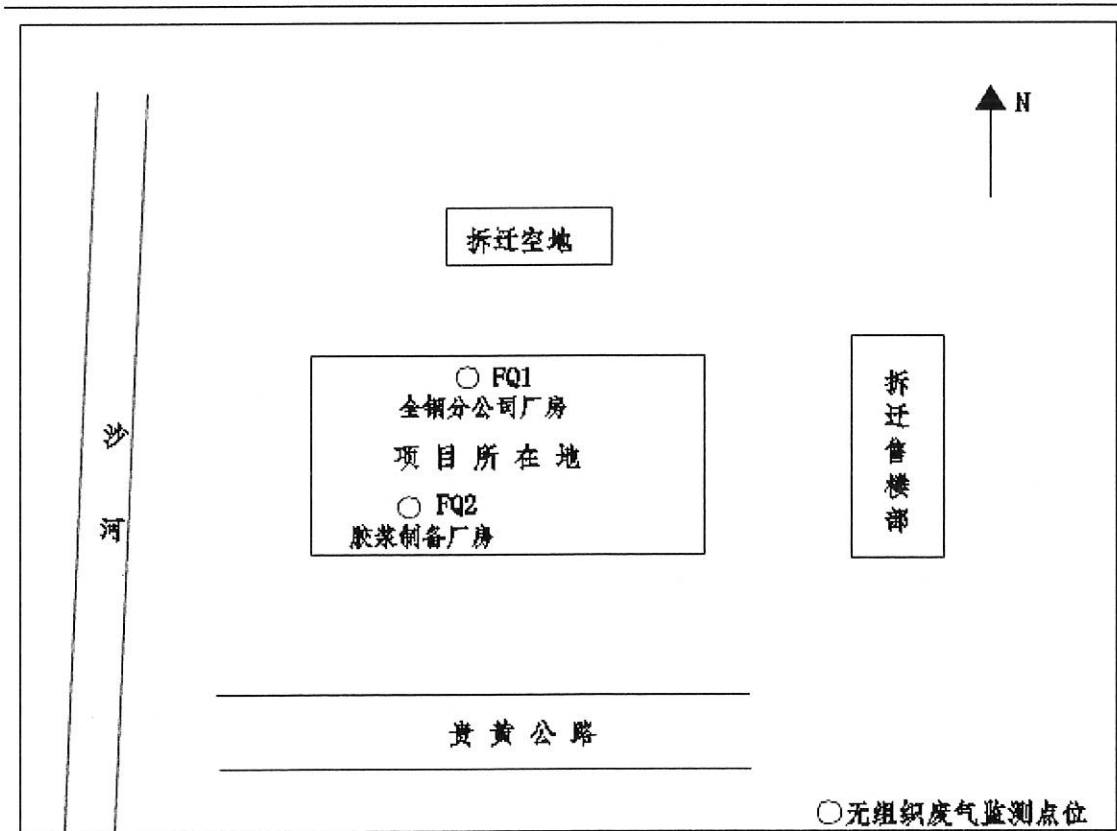 N
拆迁空地
FQ1
全钢分公司厂房
项目所在地
FQ2
胶浆制备厂房
拆迁售楼部
河
贵黄公路
○无组织废气监测点位